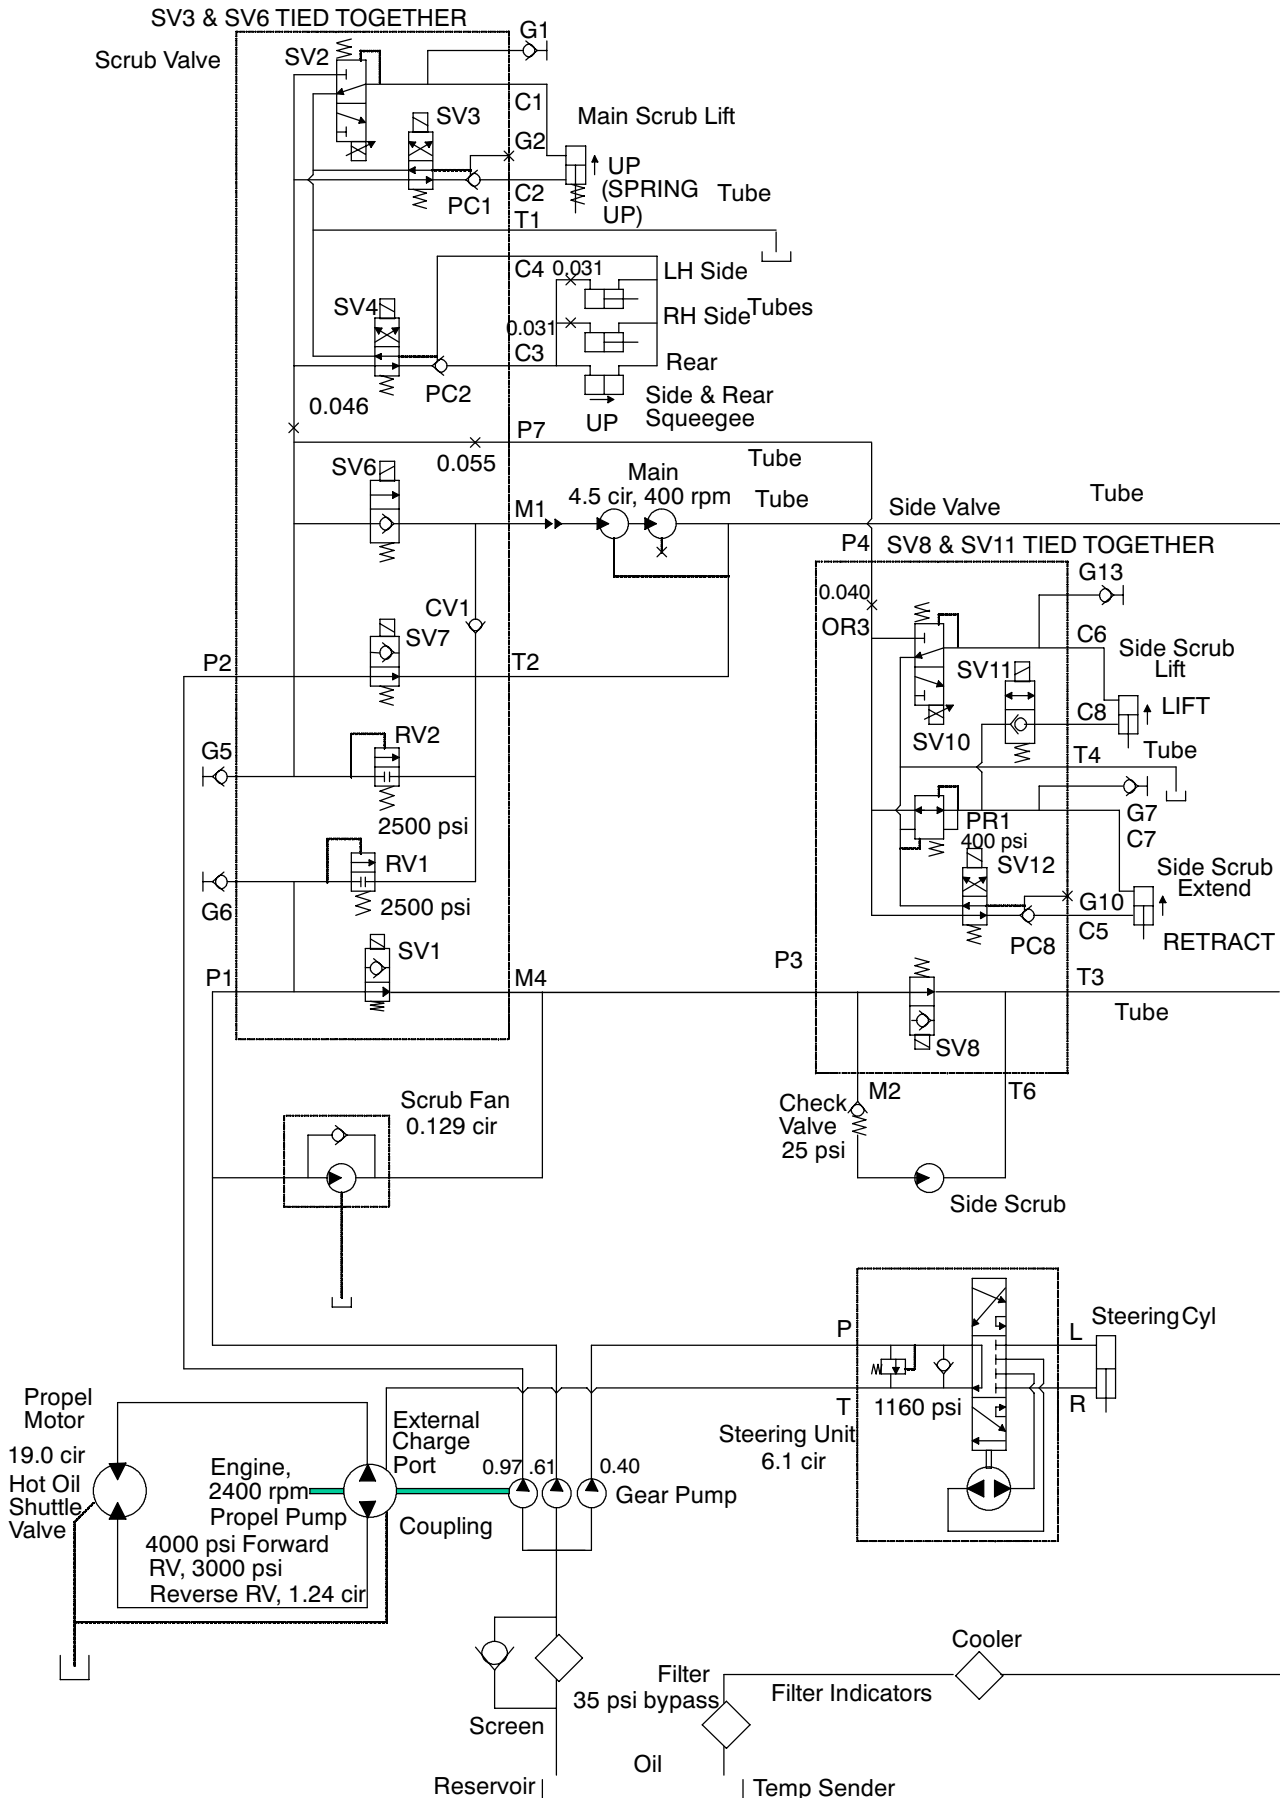 SV3 & SV6 TIED TOGETHER
Scrub Valve
SV2
G1
C1
SV3
Main Scrub Lift
G2
UP
(SPRING
UP)
Tube
C2
PC1
T1
C4
0.031
LH Side
SV4
Tubes
RH Side
0.031
C3
Rear
PC2
Side & Rear
Squeegee
0.046
UP
P7
0.055
Tube
SV6
Main
4.5 cir, 400 rpm
Tube
M1
Side Valve
Tube
P4
SV8 & SV11 TIED TOGETHER
G13
0.040
OR3
CV1
SV7
C6
Side Scrub
Lift
P2
T2
SV11
LIFT
C8
SV10
RV2
G5
T4
Tube
2500 psi
PR1
400 psi
G7
C7
RV1
SV12
Side Scrub
Extend
G6
2500 psi
G10
C5
RETRACT
PC8
SV1
P1
M4
P3
T3
Tube
SV8
Scrub Fan
0.129 cir
Check
Valve
25 psi
M2
T6
Side Scrub
P
L
Steering Cyl
T
1160 psi
R
Steering Unit
6.1 cir
Propel
Motor
19.0 cir
Hot Oil
Shuttle
Valve
External
Charge
Port
Engine,
2400 rpm
Propel Pump
0.97
.61
0.40
Gear Pump
Coupling
4000 psi Forward
RV, 3000 psi
Reverse RV, 1.24 cir
Cooler
Filter
35 psi bypass
Filter Indicators
Screen
Oil
Reservoir
Temp Sender